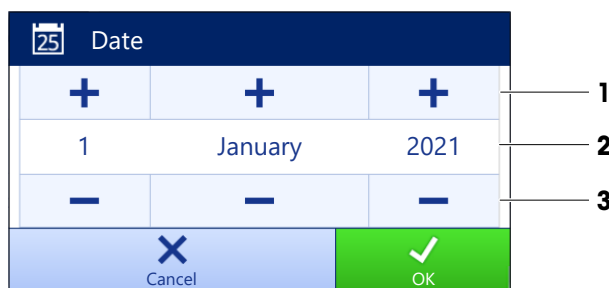 25 Date
+ + + 1
1 January 2021 2
− − − 3
Cancel OK